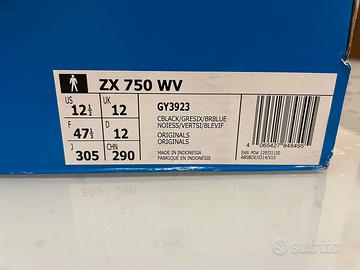 ZX 750 WV
US 12½ UK 12
F 47⅓ D 12
J 305 CHN 290
GY3923
CBLACK/GRESIX/BRBLUE
NOIESS/VERTSI/BLEVIF
ORIGINALS
ORIGINALS
MADE IN INDONESIA
FABRIQUÉ EN INDONÉSIE
4 065427 848495
Subito